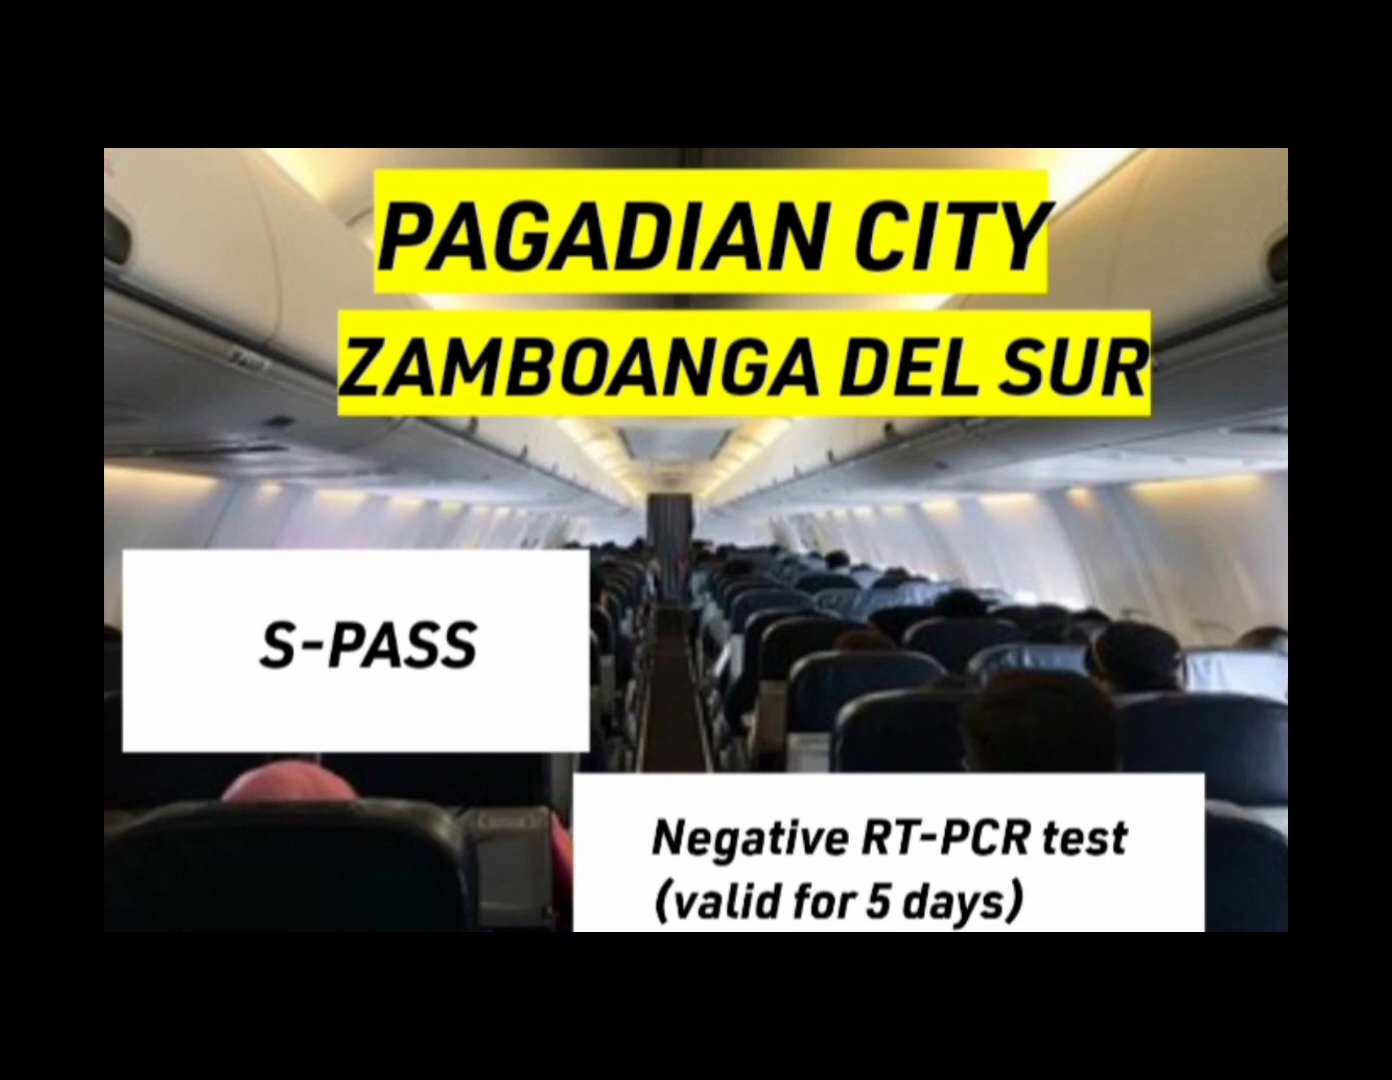 PAGADIAN CITY
ZAMBOANGA DEL SUR
S-PASS
Negative RT-PCR test
(valid for 5 days)